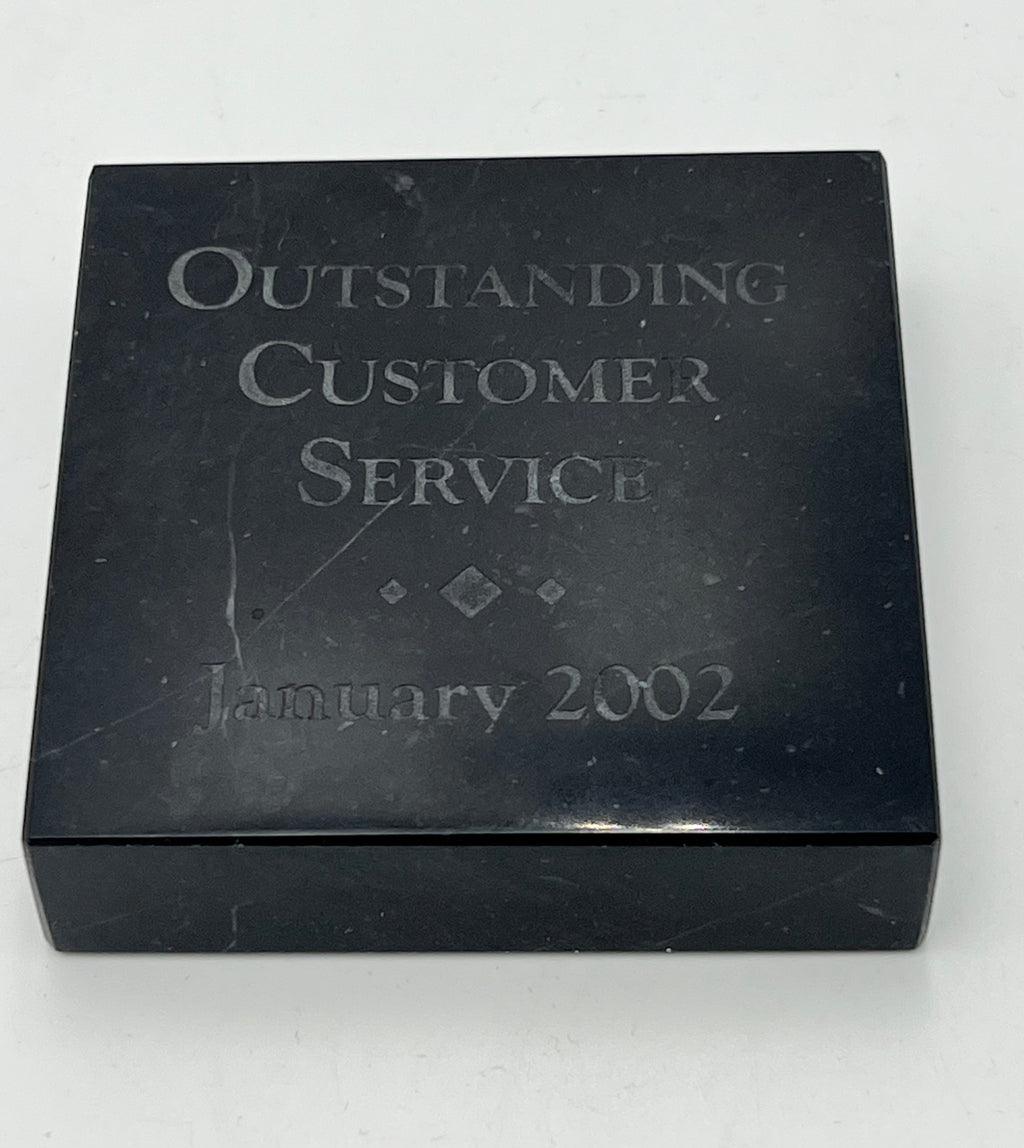 OUTSTANDING
CUSTOMER
SERVICE
January 2002